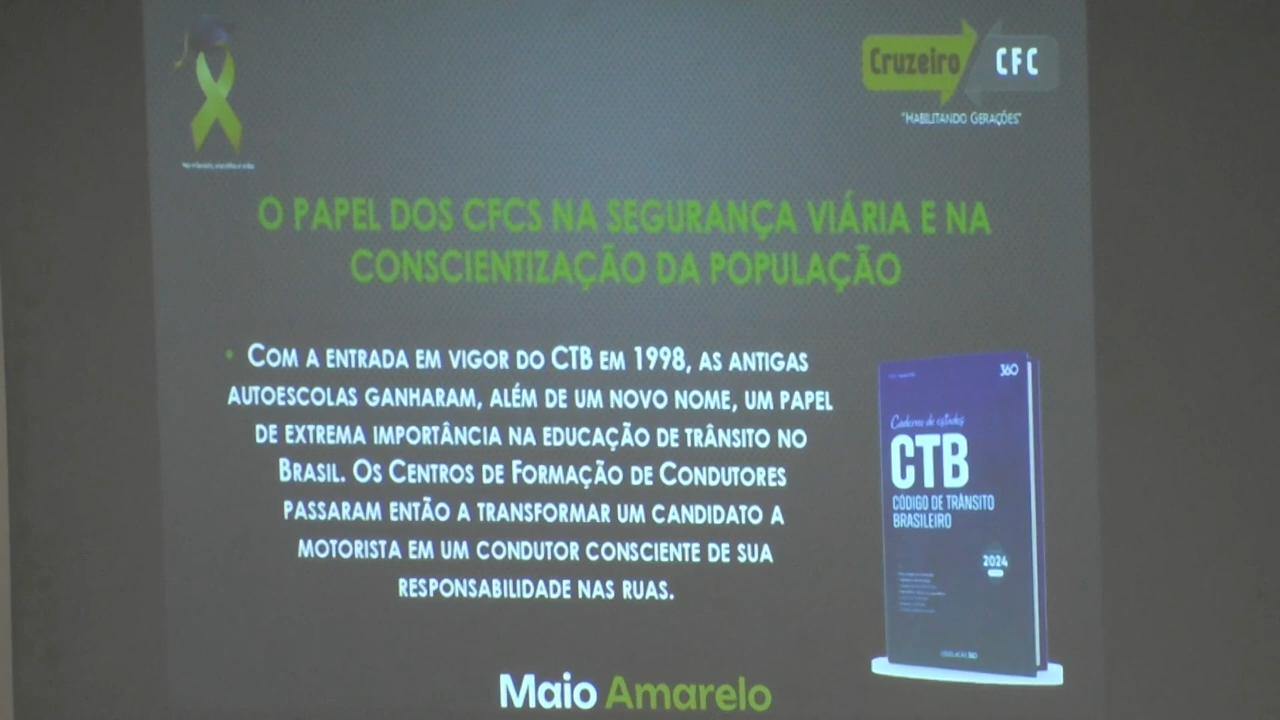 Cruzeiro CFC
"HABILITANDO GERAÇÕES"
O PAPEL DOS CFCS NA SEGURANÇA VIÁRIA E NA
CONSCIENTIZAÇÃO DA POPULAÇÃO
• COM A ENTRADA EM VIGOR DO CTB EM 1998, AS ANTIGAS
AUTOESCOLAS GANHARAM, ALÉM DE UM NOVO NOME, UM PAPEL
DE EXTREMA IMPORTÂNCIA NA EDUCAÇÃO DE TRÂNSITO NO
BRASIL. OS CENTROS DE FORMAÇÃO DE CONDUTORES
PASSARAM ENTÃO A TRANSFORMAR UM CANDIDATO A
MOTORISTA EM UM CONDUTOR CONSCIENTE DE SUA
RESPONSABILIDADE NAS RUAS.
360
Caderno de estudos
CTB
CÓDIGO DE TRÂNSITO
BRASILEIRO
2024
LEGISLAÇÃO 360
Maio Amarelo